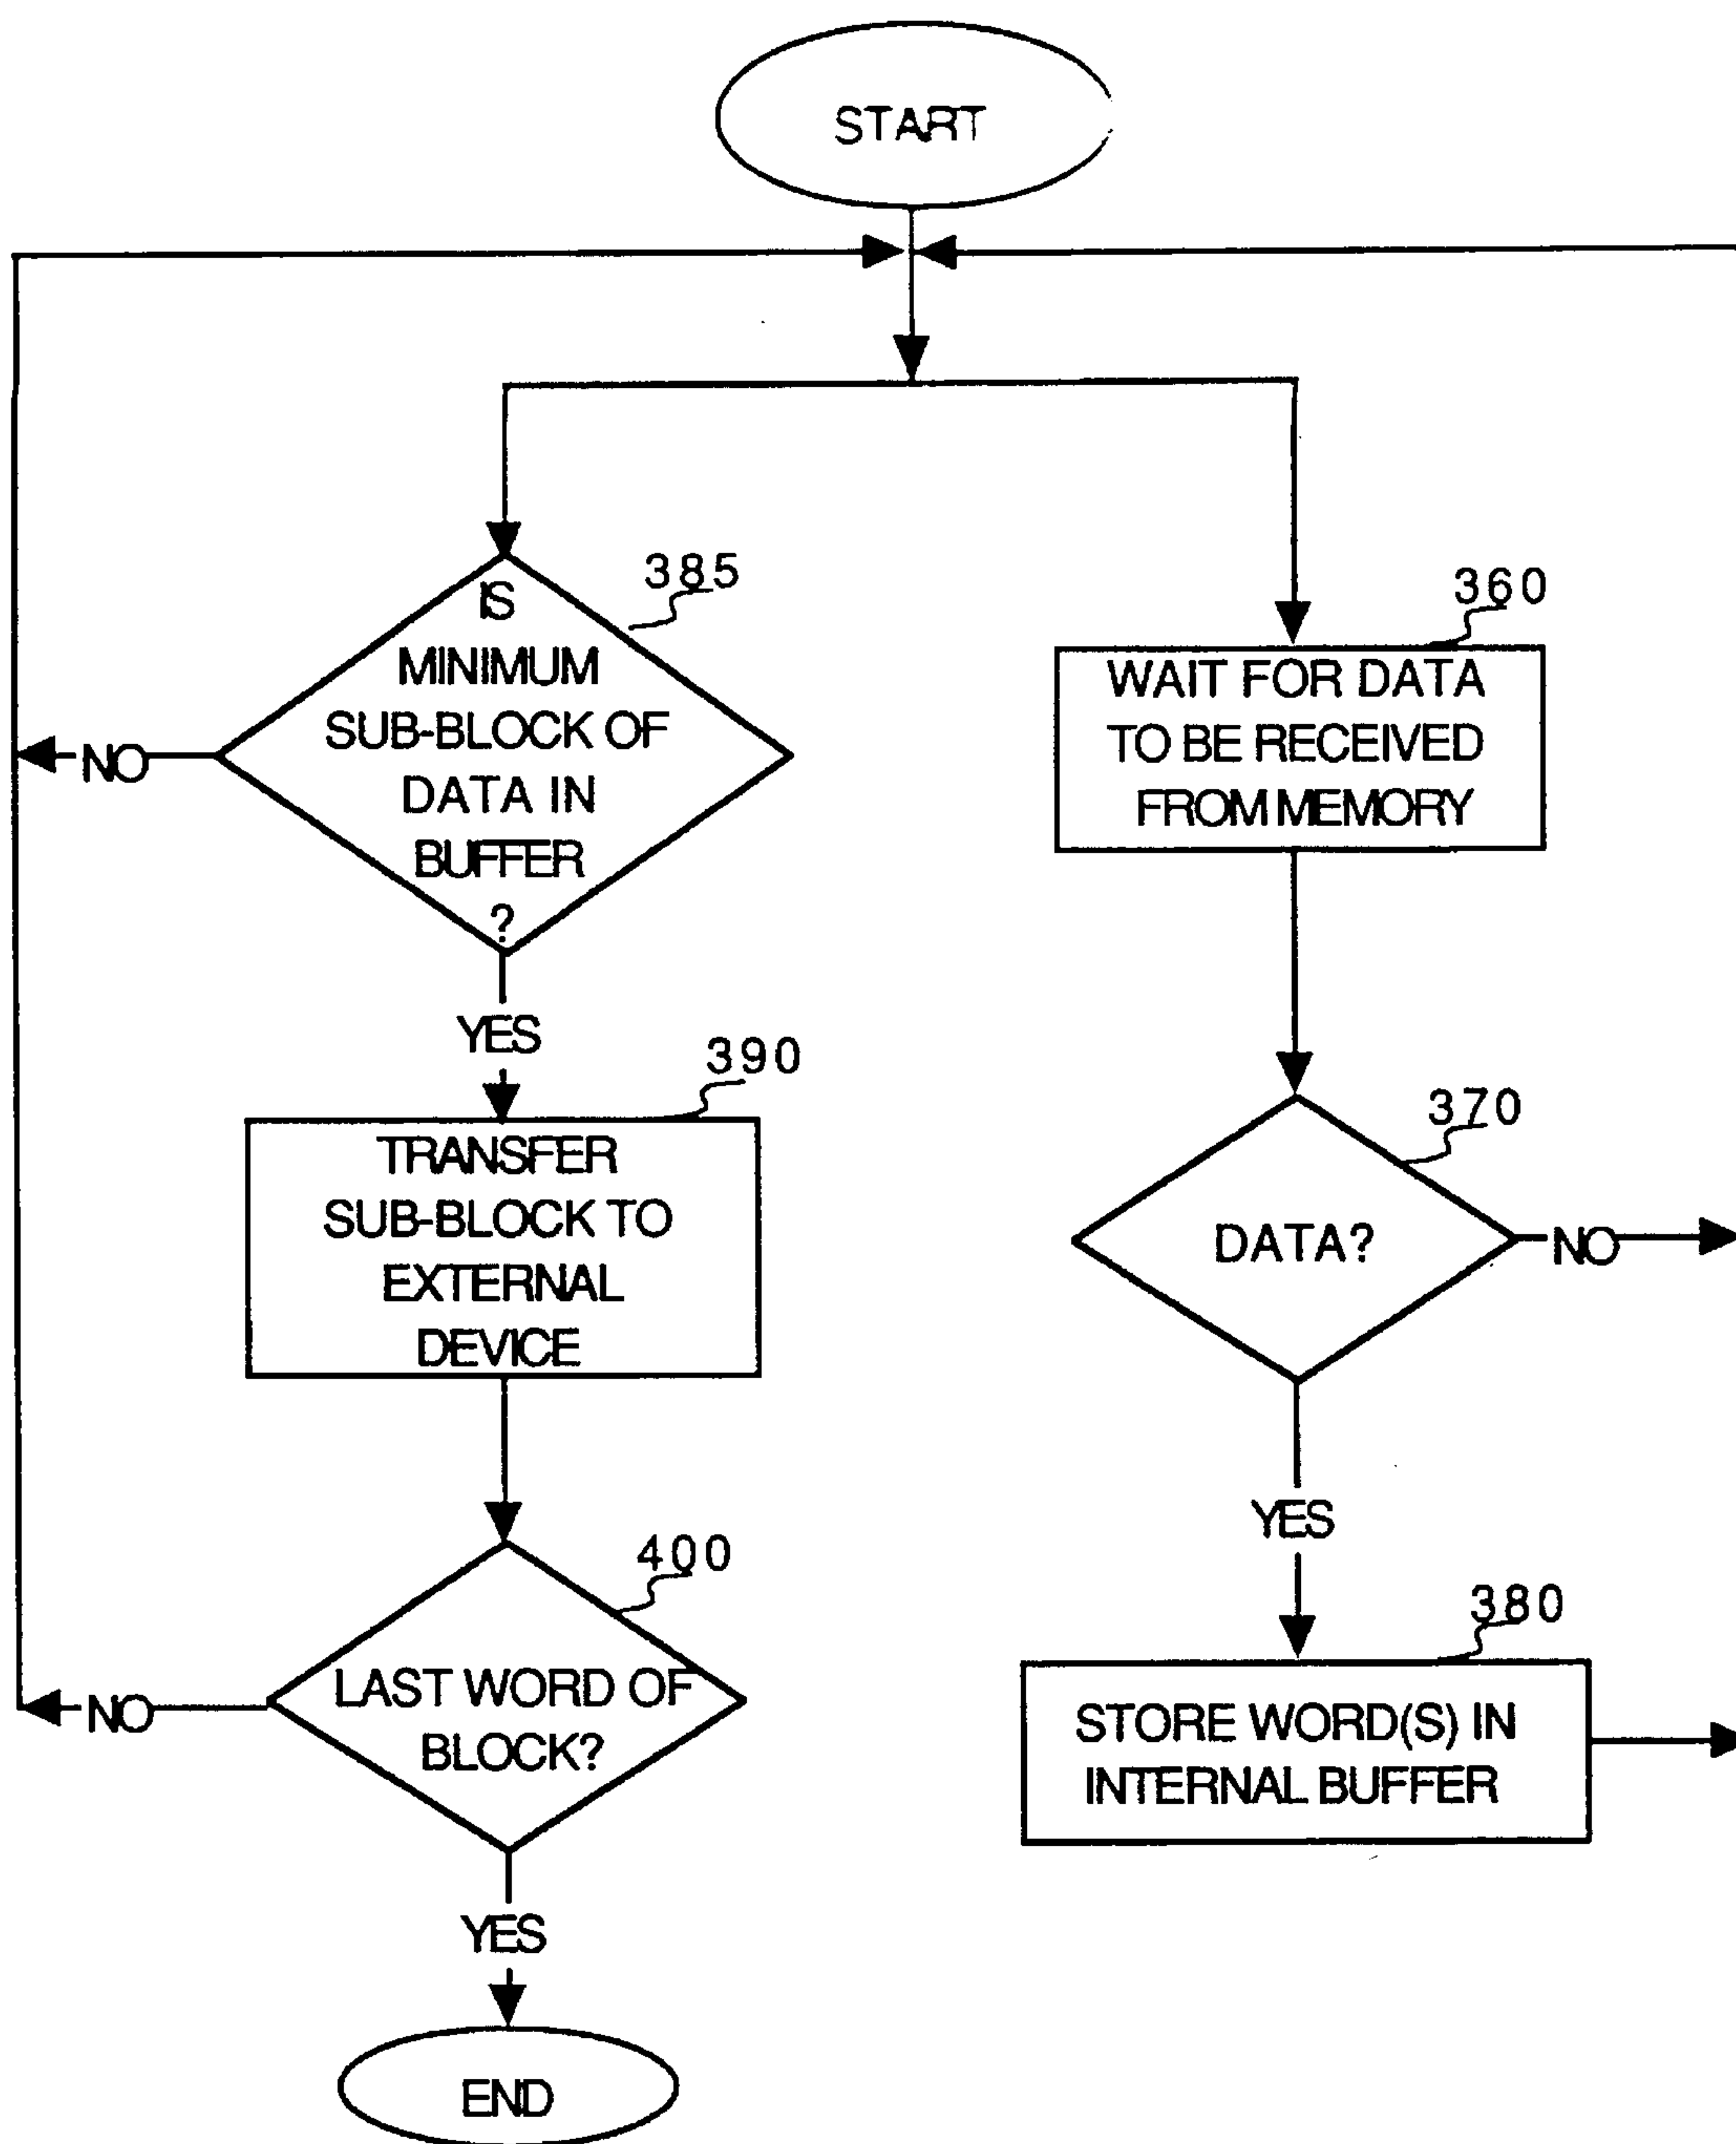 START
385
IS
MINIMUM
SUB-BLOCK OF
DATA IN
BUFFER
?
NO
YES
390
TRANSFER
SUB-BLOCK TO
EXTERNAL
DEVICE
400
LAST WORD OF
BLOCK?
NO
YES
END
360
WAIT FOR DATA
TO BE RECEIVED
FROM MEMORY
370
DATA?
NO
YES
380
STORE WORD(S) IN
INTERNAL BUFFER